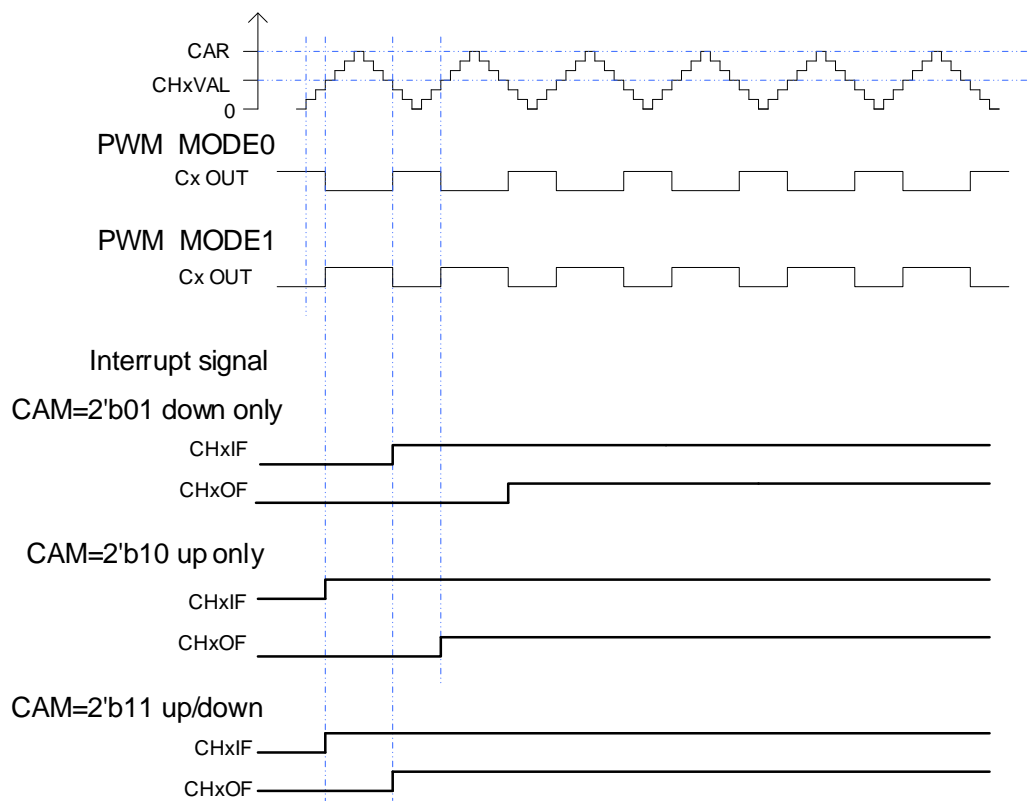 CAR
CHxVAL
0
PWM MODE0
Cx OUT
PWM MODE1
Cx OUT
Interrupt signal
CAM=2'b01 down only
CHxIF
CHxOF
CAM=2'b10 up only
CHxIF
CHxOF
CAM=2'b11 up/down
CHxIF
CHxOF